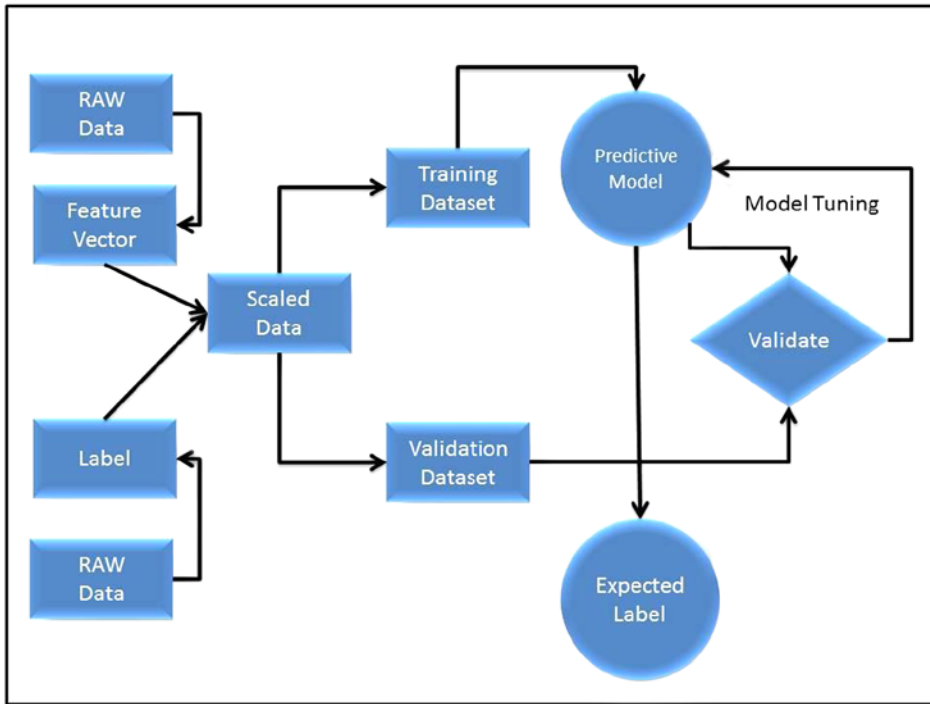 RAW
Data
Feature
Vector
Scaled
Data
Label
RAW
Data
Training
Dataset
Validation
Dataset
Predictive
Model
Model Tuning
Validate
Expected
Label